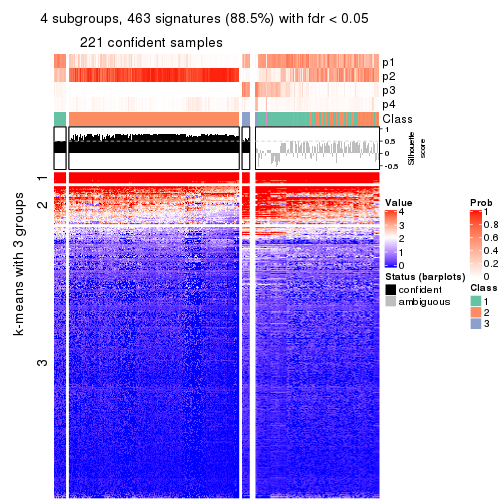 4 subgroups, 463 signatures (88.5%) with fdr < 0.05
221 confident samples
p1
p2
p3
p4
Class
1
0.5
0
-0.5
Silhouette
score
k-means with 3 groups
1
2
3
Value
4
3
2
1
0
Status (barplots)
confident
ambiguous
Prob
1
0.8
0.6
0.4
0.2
0
Class
1
2
3